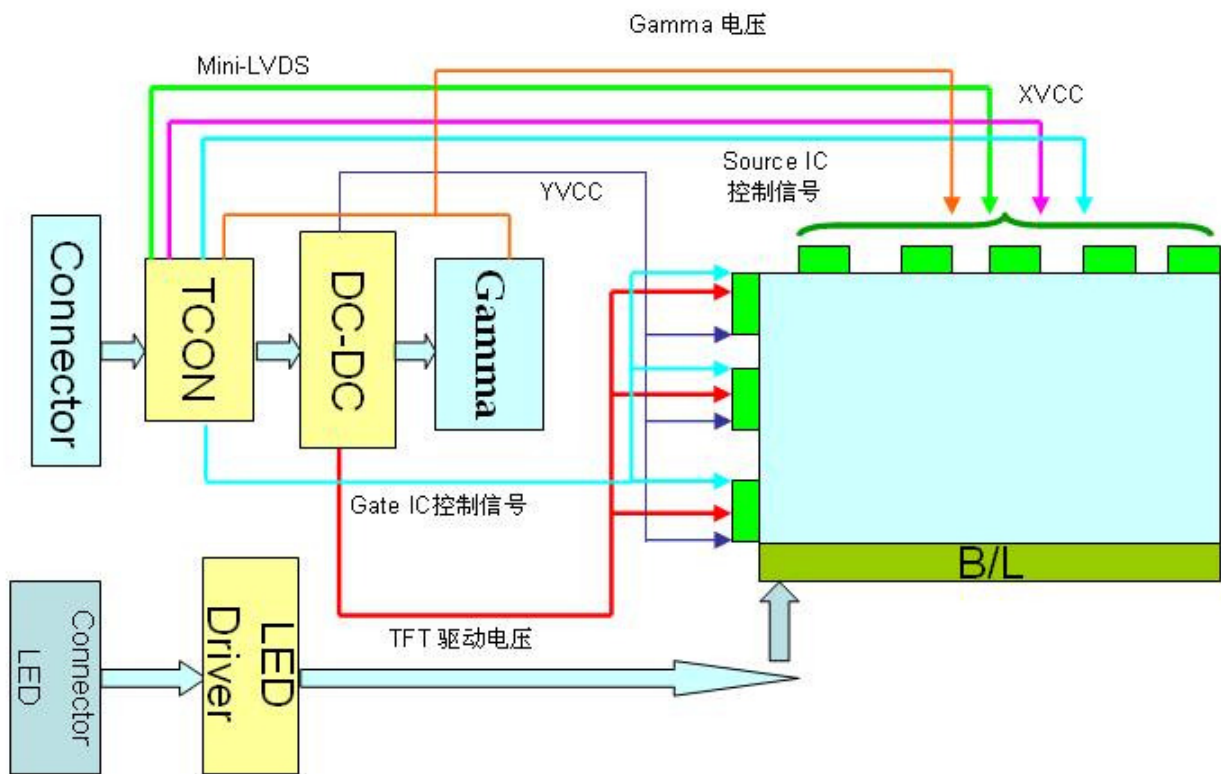 Gamma 电压
Mini-LVDS
XVCC
Source IC
控制信号
YVCC
Connector
TCON
DC-DC
Gamma
Gate IC控制信号
B/L
Connector
LED
LED
Driver
TFT 驱动电压